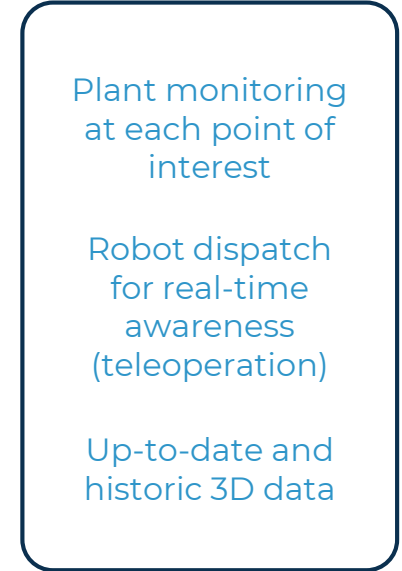 Plant monitoring
at each point of
interest
Robot dispatch
for real-time
awareness
(teleoperation)
Up-to-date and
historic 3D data